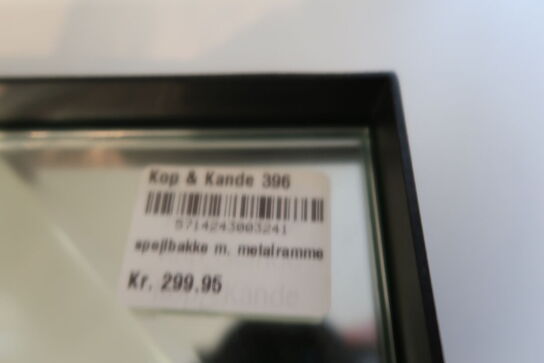 Kop & Kande 396
5714243003241
spejlbakke m. metalramme
Kr. 299.95